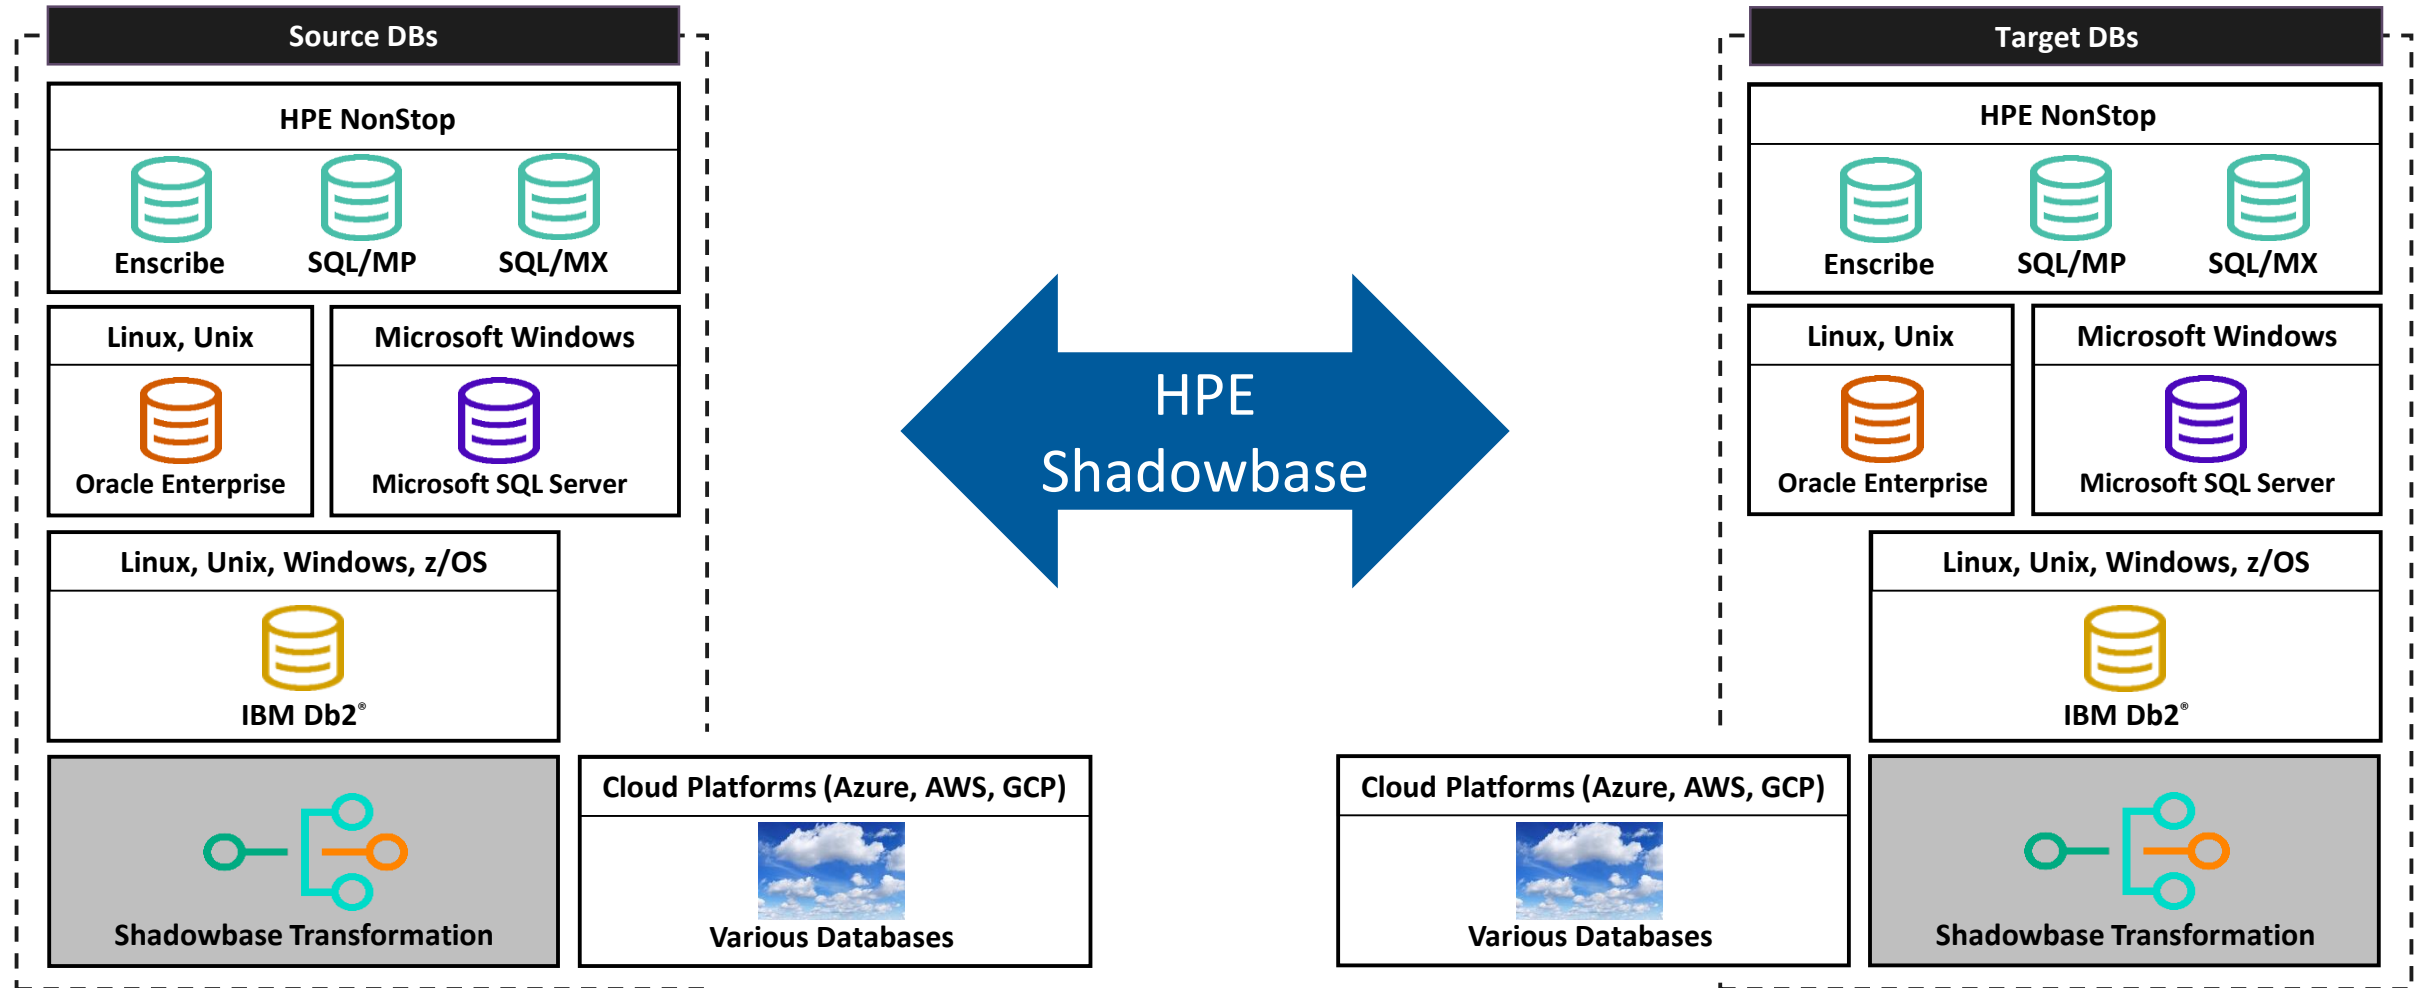 Source DBs
HPE NonStop
Enscribe
SQL/MP
SQL/MX
Linux, Unix
Oracle Enterprise
Microsoft Windows
Microsoft SQL Server
Linux, Unix, Windows, z/OS
IBM Db2®
Shadowbase Transformation
Cloud Platforms (Azure, AWS, GCP)
Various Databases
HPE
Shadowbase
Target DBs
HPE NonStop
Enscribe
SQL/MP
SQL/MX
Linux, Unix
Oracle Enterprise
Microsoft Windows
Microsoft SQL Server
Linux, Unix, Windows, z/OS
IBM Db2®
Cloud Platforms (Azure, AWS, GCP)
Various Databases
Shadowbase Transformation